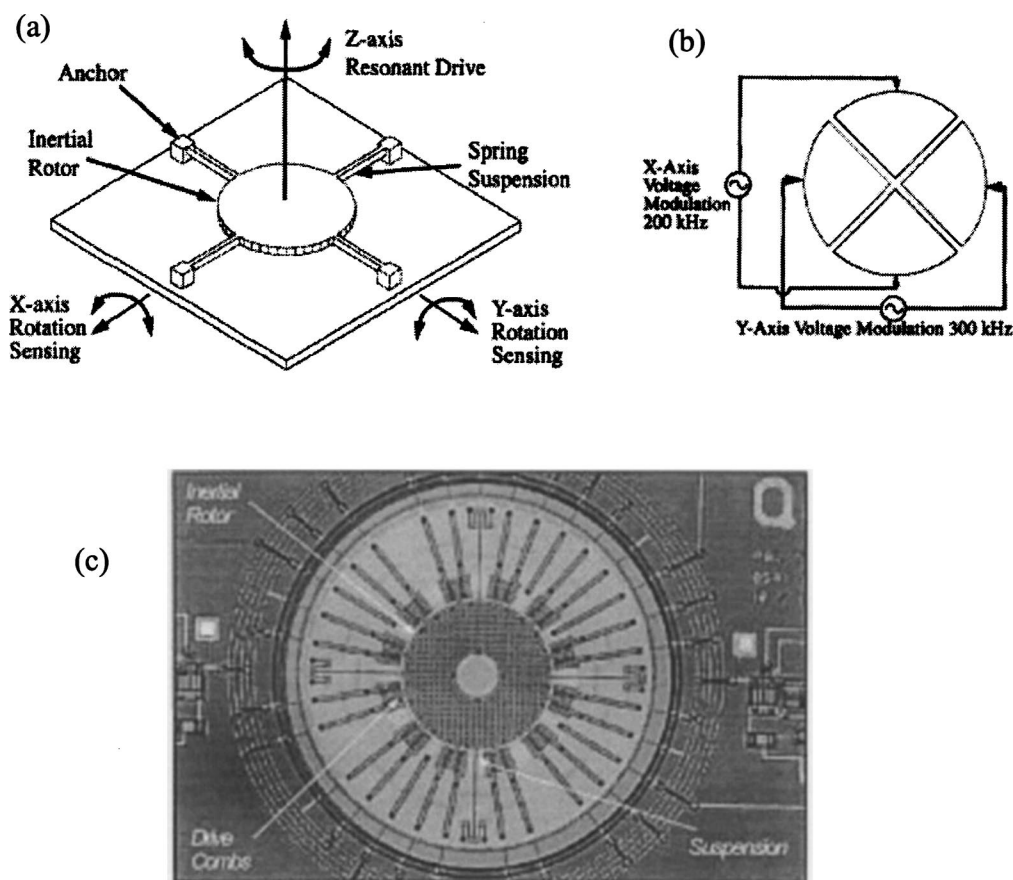 (a)
Z-axis
Resonant Drive
Anchor
Inertial
Rotor
Spring
Suspension
X-axis
Rotation
Sensing
Y-axis
Rotation
Sensing
(b)
X-Axis
Voltage
Modulation
200 kHz
Y-Axis Voltage Modulation 300 kHz
(c)
Inertial
Rotor
Q
Drive
Combs
Suspension